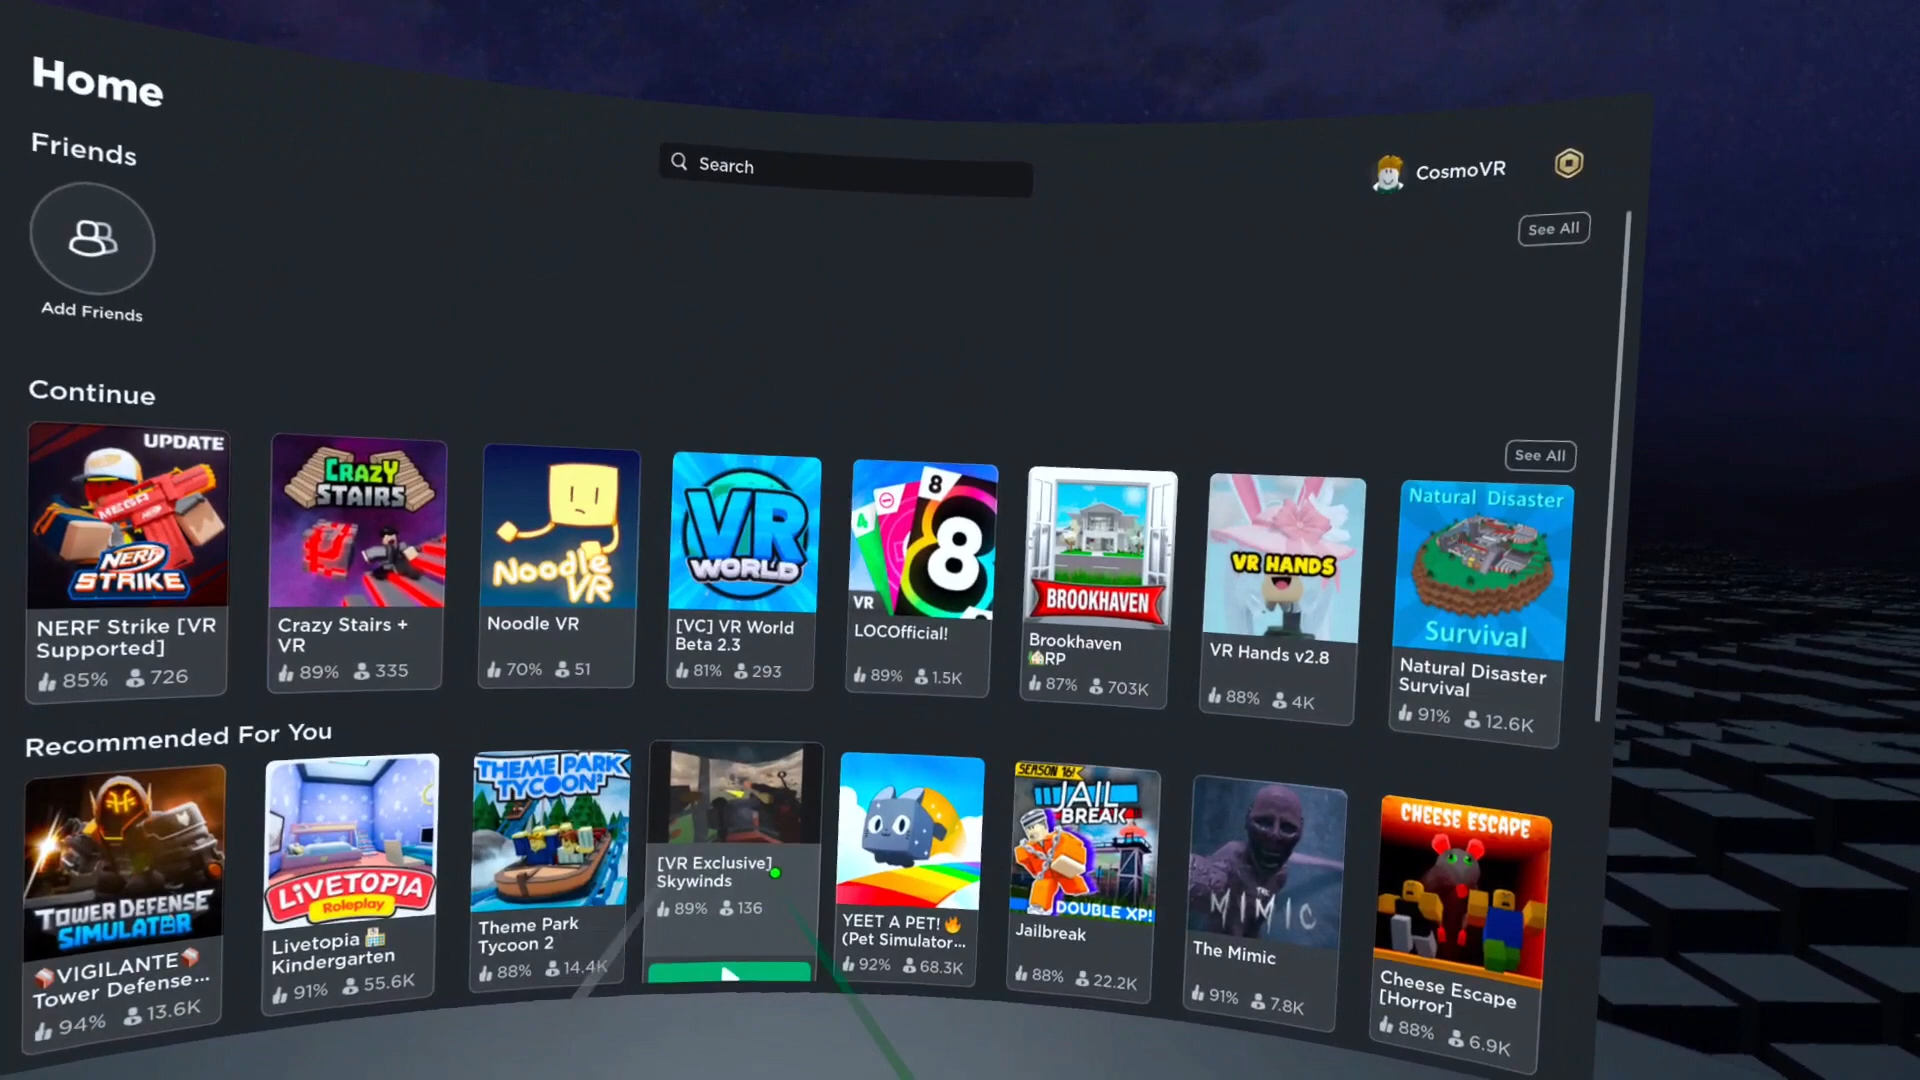 Home
Friends
Search
CosmoVR
See All
Add Friends
Continue
See All
UPDATE
MEGA
NERF
STRIKE
NERF Strike [VR
Supported]
85% 726
CRAZY
STAIRS
Crazy Stairs +
VR
89% 335
Noodle
VR
Noodle VR
70% 51
VR
WORLD
[VC] VR World
Beta 2.3
81% 293
4
8
8
VR
LOCOfficial!
89% 1.5K
BROOKHAVEN
Brookhaven
🏡RP
87% 703K
VR HANDS
VR Hands v2.8
88% 4K
Natural Disaster
Survival
Natural Disaster
Survival
91% 12.6K
Recommended For You
TOWER DEFENSE
SIMULATOR
📦VIGILANTE📦
Tower Defense...
94% 13.6K
LIVETOPIA
Roleplay
Livetopia 🏫
Kindergarten
91% 55.6K
THEME PARK
TYCOON2
Theme Park
Tycoon 2
88% 14.4K
[VR Exclusive]
Skywinds
89% 136
YEET A PET! 🔥
(Pet Simulator...
92% 68.3K
SEASON 16!
JAIL
BREAK
DOUBLE XP!
Jailbreak
88% 22.2K
THE
MIMIC
The Mimic
91% 7.8K
CHEESE ESCAPE
Cheese Escape
[Horror]
88% 6.9K